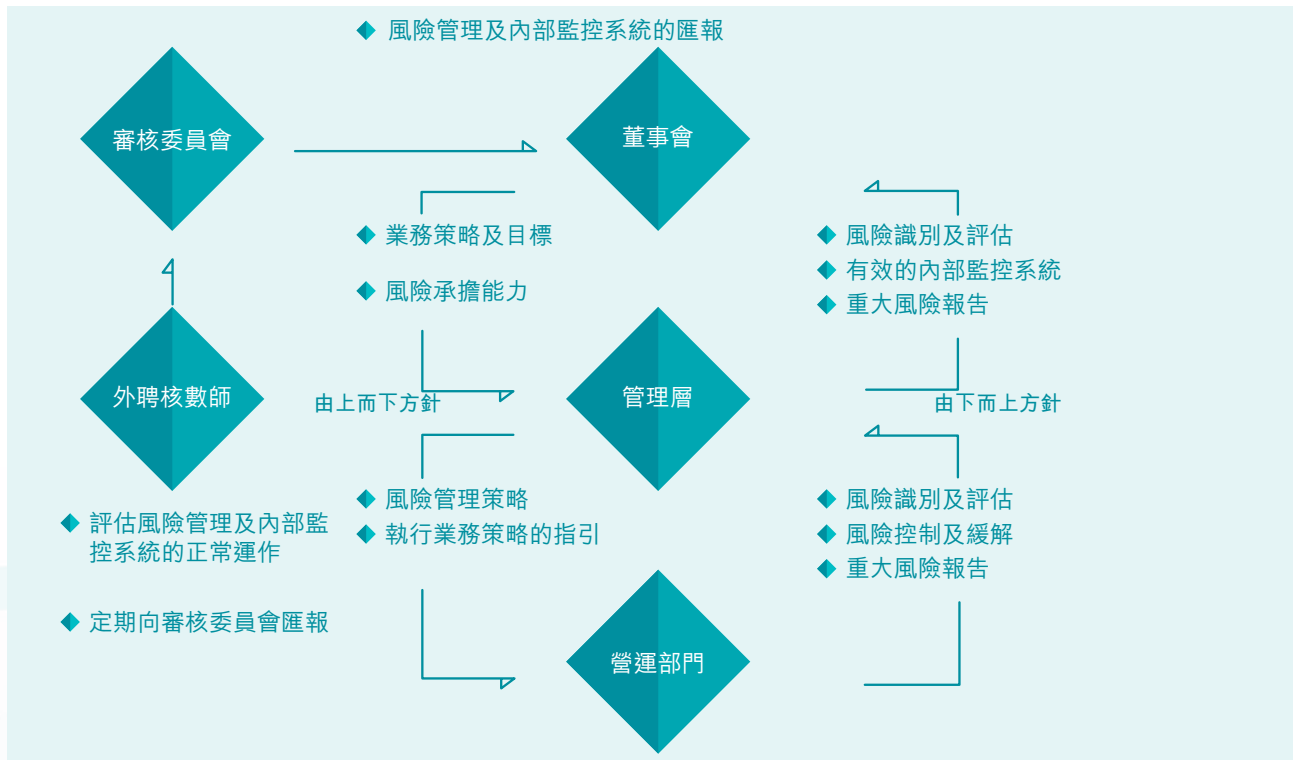 風險管理及內部監控系統的匯報
審核委員會
董事會
業務策略及目標
風險承擔能力
風險識別及評估
有效的內部監控系統
重大風險報告
外聘核數師
由上而下方針
管理層
由下而上方針
評估風險管理及內部監
控系統的正常運作
定期向審核委員會匯報
風險管理策略
執行業務策略的指引
風險識別及評估
風險控制及緩解
重大風險報告
營運部門